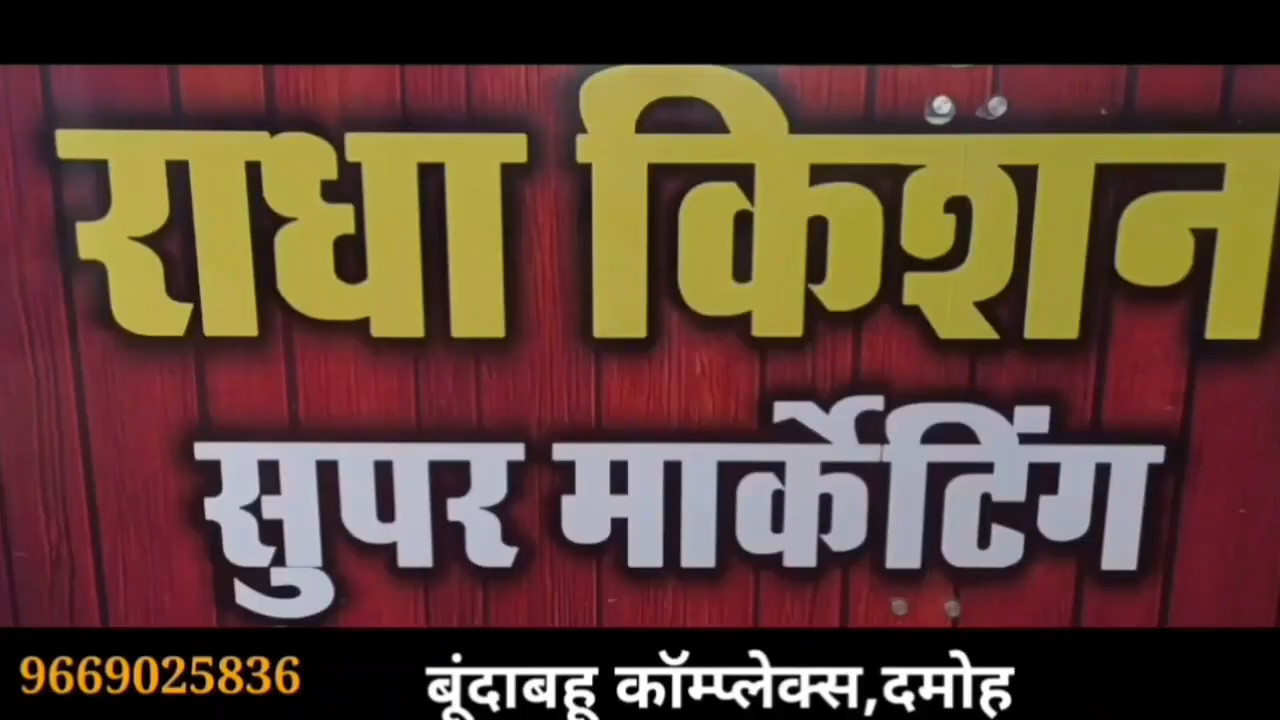 राधा किशन
सुपर मार्केटिंग
9669025836 बूंदाबहू कॉम्प्लेक्स,दमोह